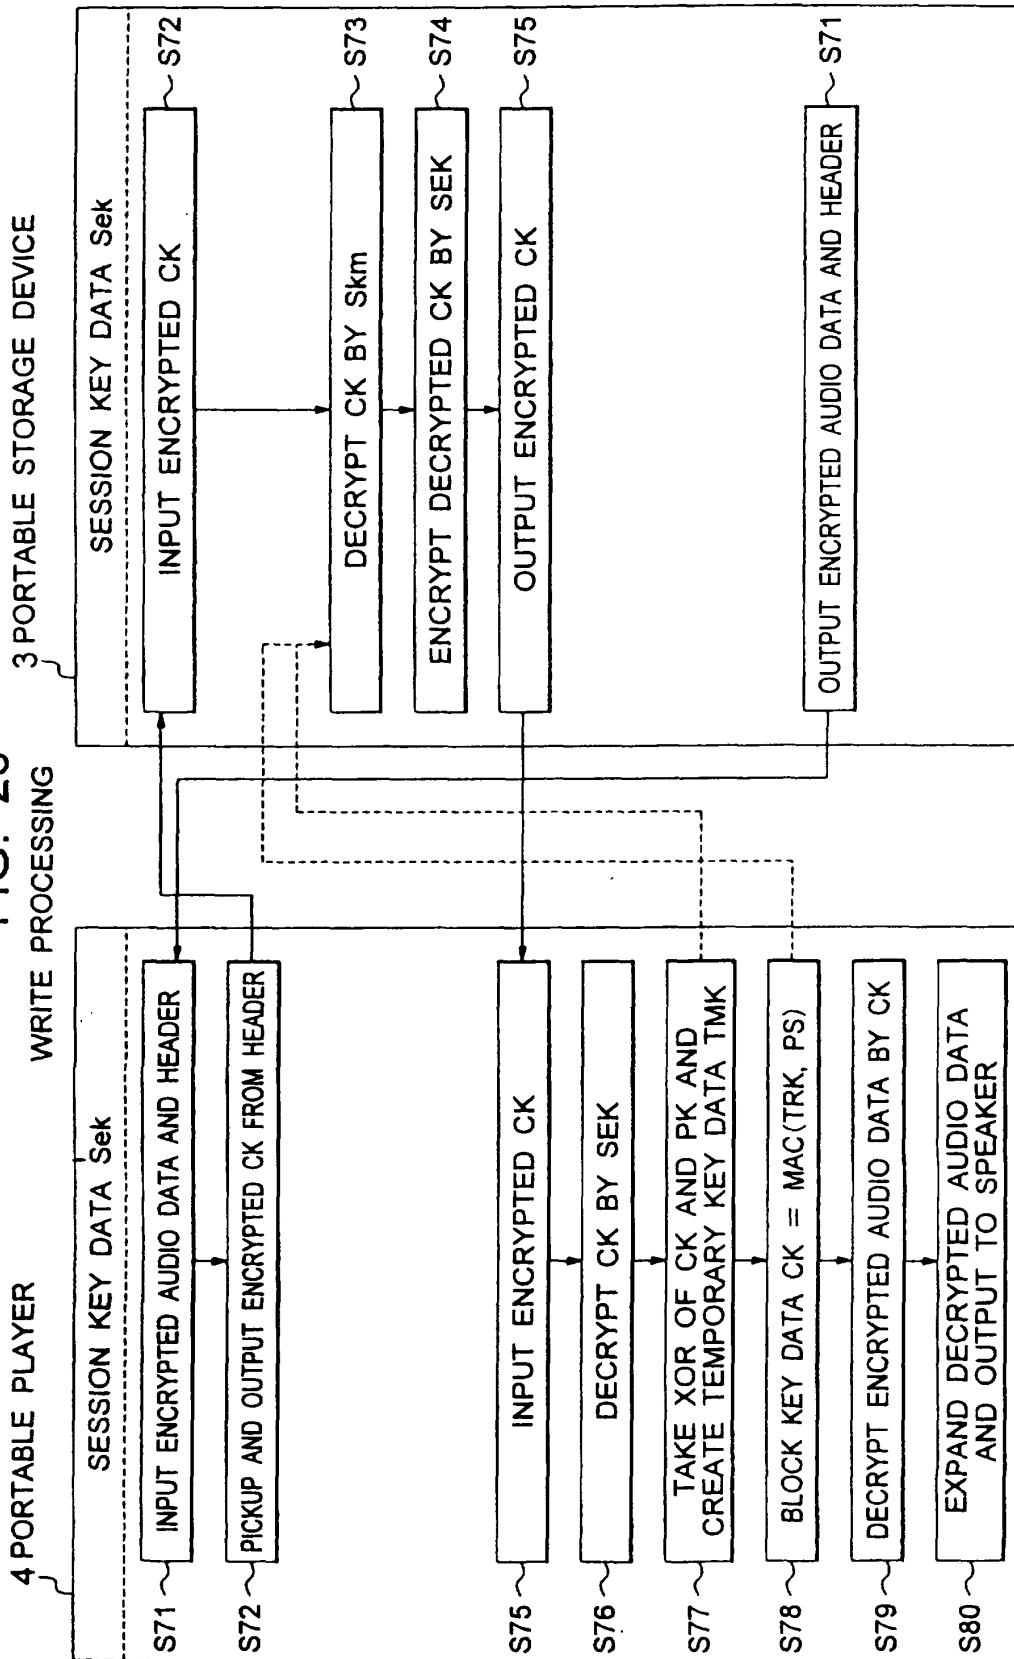 WRITE PROCESSING
4 PORTABLE PLAYER
SESSION KEY DATA Sek
S71
INPUT ENCRYPTED AUDIO DATA AND HEADER
S72
PICKUP AND OUTPUT ENCRYPTED CK FROM HEADER
S75
INPUT ENCRYPTED CK
S76
DECRYPT CK BY SEK
S77
TAKE XOR OF CK AND PK AND
CREATE TEMPORARY KEY DATA TMK
S78
BLOCK KEY DATA CK = MAC(TRK, PS)
S79
DECRYPT ENCRYPTED AUDIO DATA BY CK
S80
EXPAND DECRYPTED AUDIO DATA
AND OUTPUT TO SPEAKER
3 PORTABLE STORAGE DEVICE
SESSION KEY DATA Sek
INPUT ENCRYPTED CK
S72
DECRYPT CK BY Skm
S73
ENCRYPT DECRYPTED CK BY SEK
S74
OUTPUT ENCRYPTED CK
S75
OUTPUT ENCRYPTED AUDIO DATA AND HEADER
S71